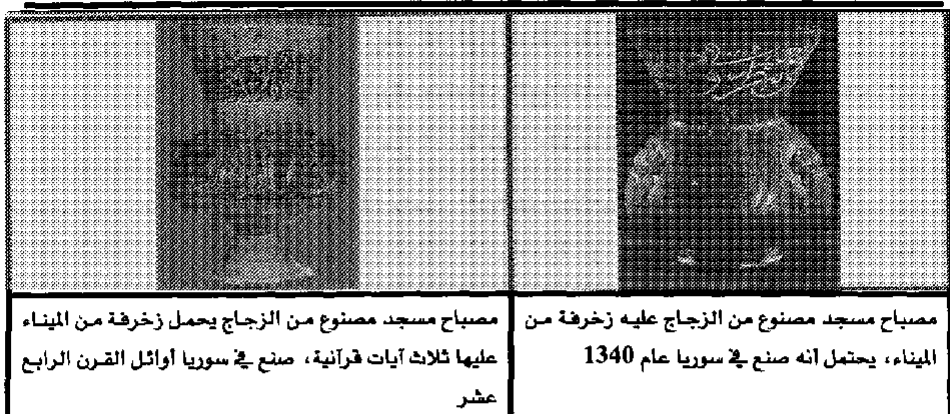 مصباح مسجد مصنوع من الزجاج عليه زخرفة من
الميناء، يحتمل أنه صنع في سوريا عام 1340
مصباح مسجد مصنوع من الزجاج يحمل زخرفة من الميناء
عليها ثلاث آيات قرآنية، صنع في سوريا أوائل القرن الرابع
عشر